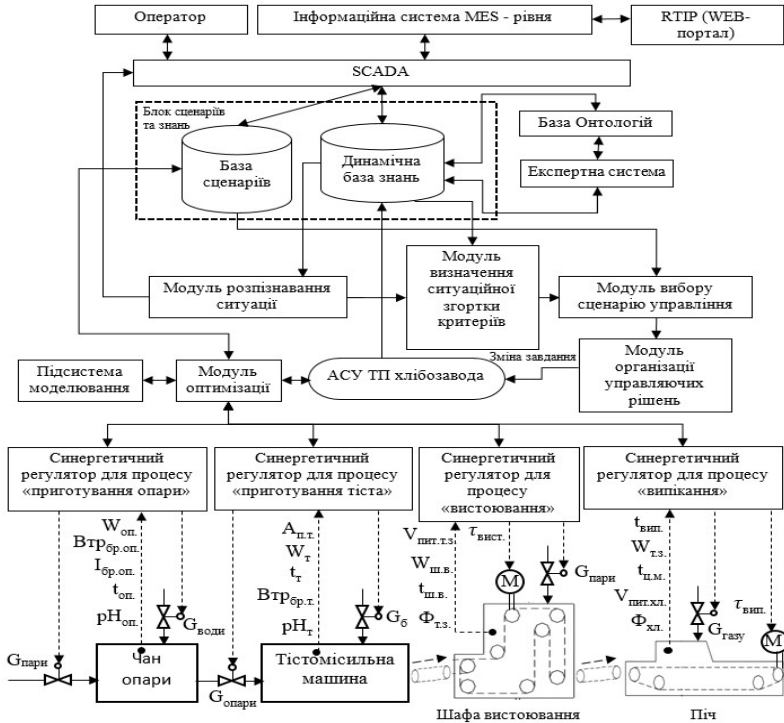 Оператор
Інформаційна система MES - рівня
RTIP (WEB-
портал)
SCADA
Блок сценаріїв
та знань
База
сценаріїв
Динамічна
база знань
База Онтологій
Експертна система
Модуль розпізнавання
ситуації
Модуль
визначення
ситуаційної
згортки
критеріїв
Модуль вибору
сценарію управління
Зміна завдання
Підсистема
моделювання
Модуль
оптимізації
АСУ ТП хлібозавода
Модуль
організації
управляючих
рішень
Синергетичний
регулятор для процесу
«приготування опари»
Синергетичний
регулятор для процесу
«приготування тіста»
Синергетичний
регулятор для
процесу
«вистоювання»
Синергетичний
регулятор для процесу
«випікання»
Wоп.
Втрбр.оп.
Iбр.оп.
tоп.
pHоп.
Gпари
Gводи
Чан
опари
Aп.т.
Wт
tт
Втрбр.т.
pHт
Gб
Gопари
Тістомісильна
машина
Vпит.т.з.
Wш.в.
tш.в.
Фт.з.
τвист.
M
Gпари
Шафа вистоювання
tвип.
Wт.з.
tц.м.
Vпит.хл.
Фхл.
Gгазу
τвип.
M
Піч